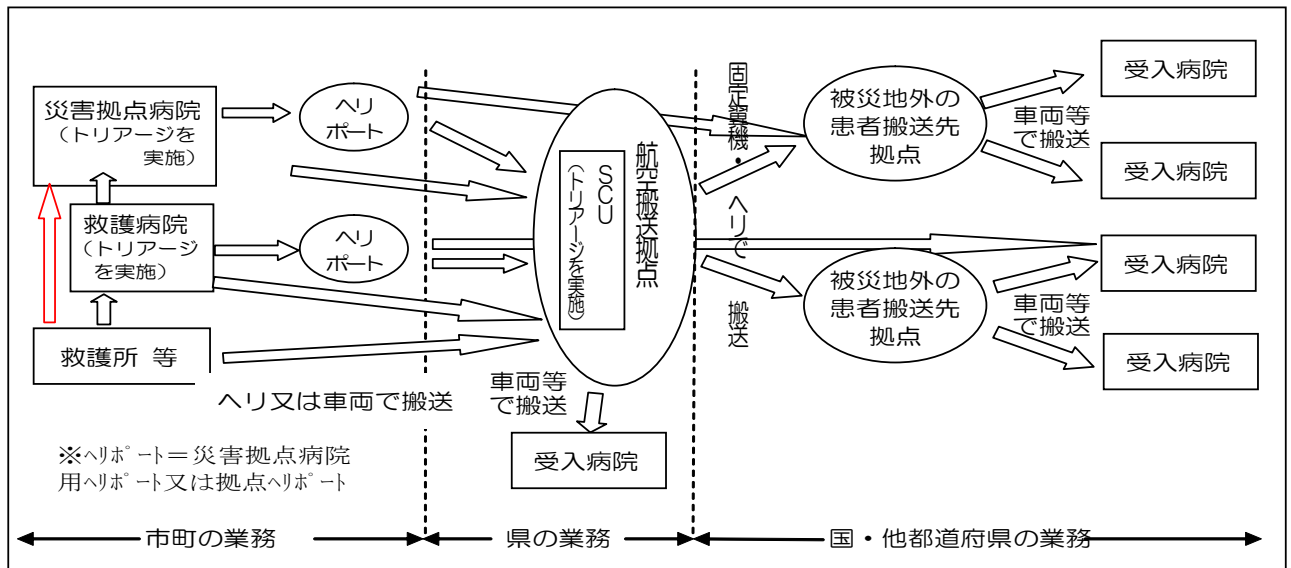 災害拠点病院
（トリアージを
実施）
救護病院
（トリアージ
を実施）
救護所 等
ヘリ
ポート
ヘリ
ポート
ヘリ又は車両で搬送
※ﾍﾘﾎﾟｰﾄ＝災害拠点病院
用ﾍﾘﾎﾟｰﾄ又は拠点ﾍﾘﾎﾟｰﾄ
航空搬送拠点
SCU
（トリアージを実施）
車両等
で搬送
受入病院
固定翼機・ヘリで搬送
被災地外の
患者搬送先
拠点
被災地外の
患者搬送先
拠点
車両等
で搬送
車両等
で搬送
受入病院
受入病院
受入病院
受入病院
市町の業務
県の業務
国・他都道府県の業務